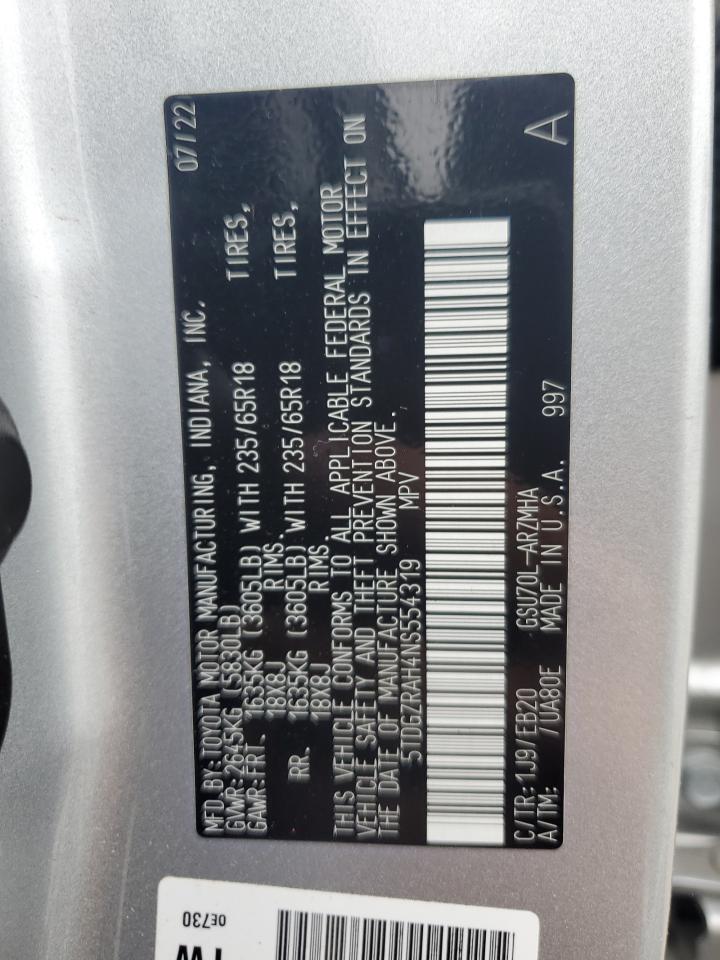 MFD.BY:TOYOTA MOTOR MANUFACTURING, INDIANA, INC. 07/22
GVWR:2645KG (5830LB)
GAWR:FRT. 1635KG (3605LB) WITH 235/65R18 TIRES,
18X8J RIMS.
RR. 1635KG (3605LB) WITH 235/65R18 TIRES,
18X8J RIMS.
THIS VEHICLE CONFORMS TO ALL APPLICABLE FEDERAL MOTOR
VEHICLE SAFETY AND THEFT PREVENTION STANDARDS IN EFFECT ON
THE DATE OF MANUFACTURE SHOWN ABOVE.
5TDGZRAH4NS554319 MPV
C/TR:1J9/EB20 GSU70L-ARZMHA
A/TM: /UA80E MADE IN U.S.A. 997 A
0E730